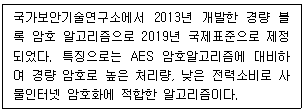 국가보안기술연구소에서 2013년 개발한 경량 블
록 암호 알고리즘으로 2019년 국제표준으로 제정
되었다. 특징으로는 AES 암호알고리즘에 대비하
여 경량 암호로 높은 처리량, 낮은 전력소비로 사
물인터넷 암호화에 적합한 알고리즘이다.